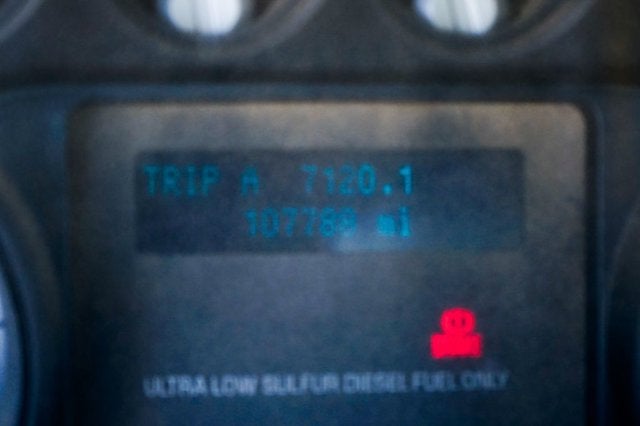 TRIP A 7120.1
mi
ULTRA LOW SULFUR DIESEL FUEL ONLY